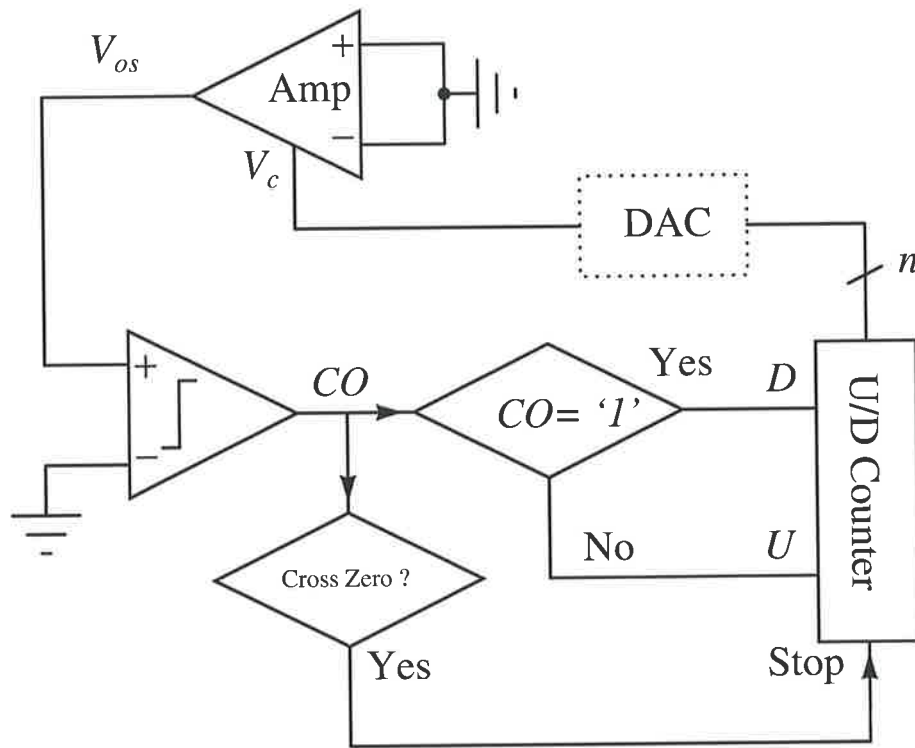 V_os
+
Amp
−
V_c
DAC
n
+
−
CO
CO= ‘1’
Yes
D
No
U
U/D Counter
Cross Zero ?
Yes
Stop